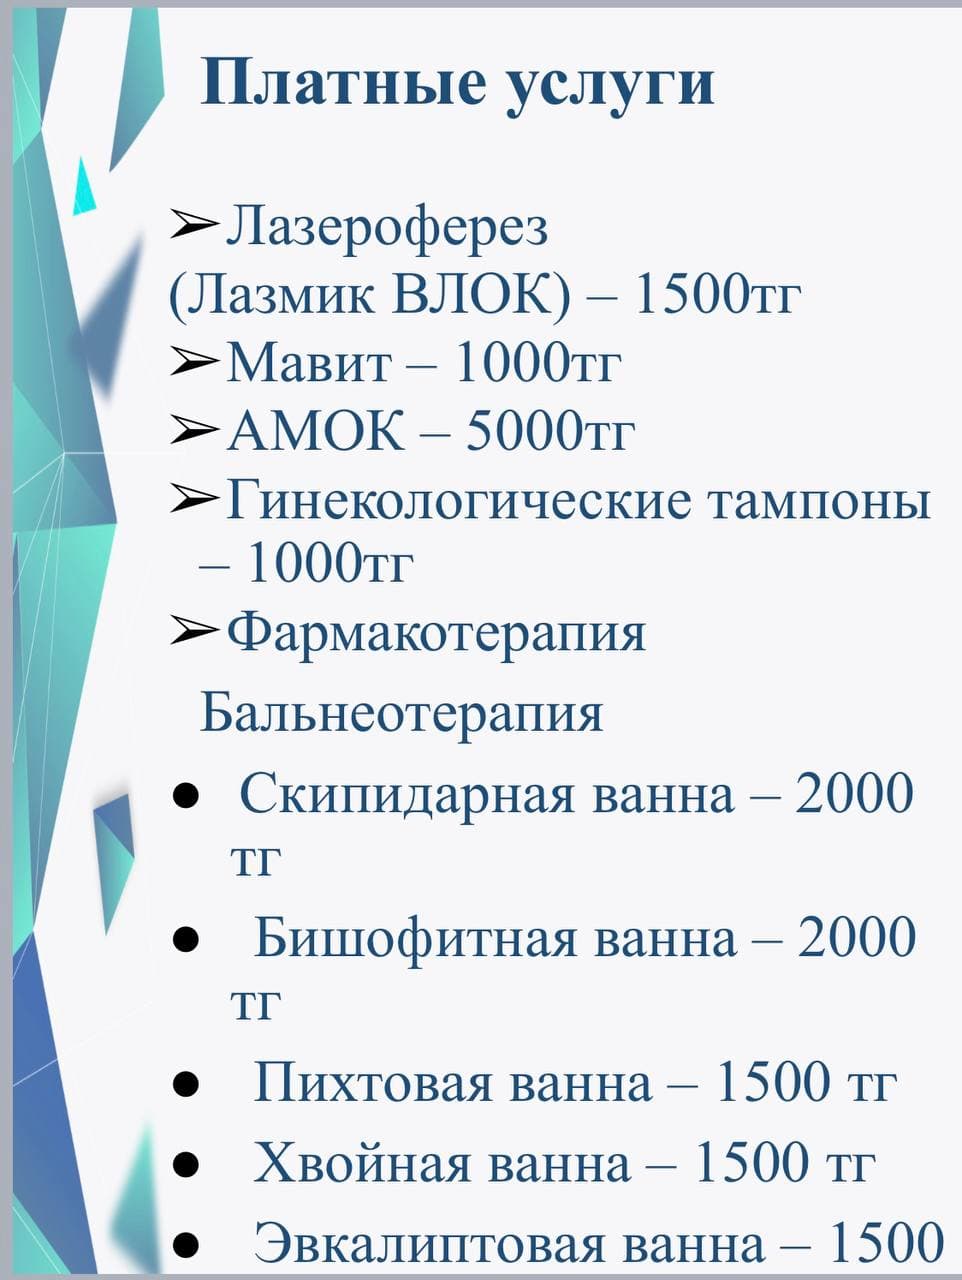 Платные услуги
➢Лазероферез
(Лазмик ВЛОК) – 1500тг
➢Мавит – 1000тг
➢АМОК – 5000тг
➢Гинекологические тампоны
– 1000тг
➢Фармакотерапия
Бальнеотерапия
● Скипидарная ванна – 2000
тг
● Бишофитная ванна – 2000
тг
● Пихтовая ванна – 1500 тг
● Хвойная ванна – 1500 тг
● Эвкалиптовая ванна – 1500